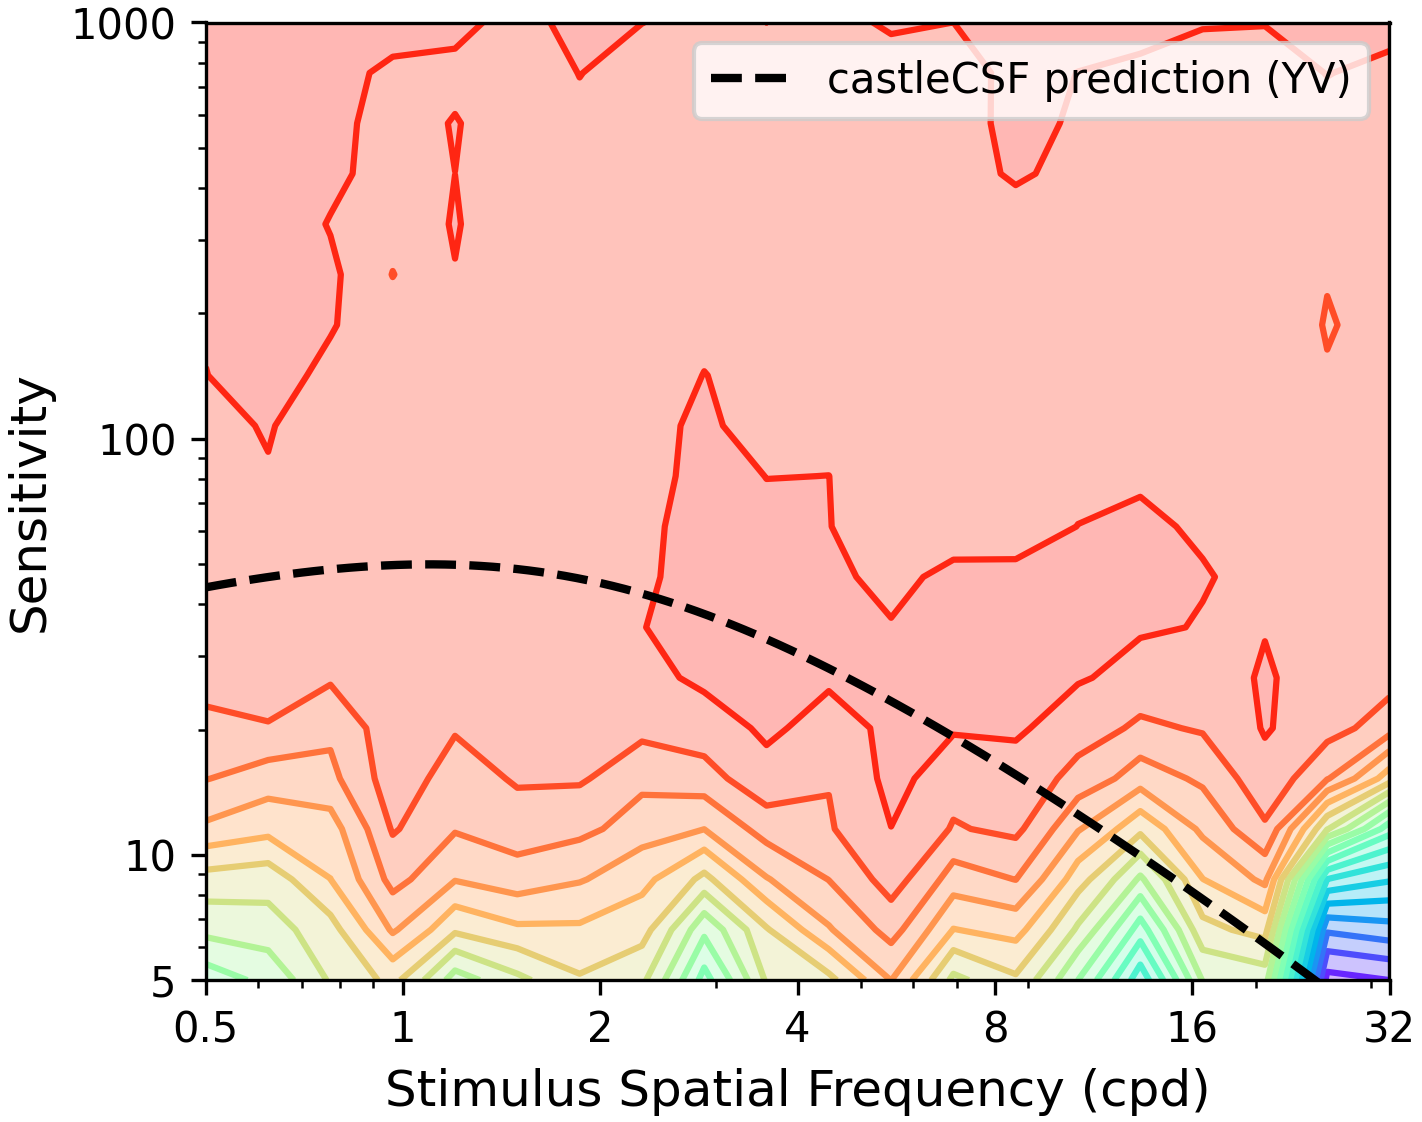 1000
castleCSF prediction (YV)
Sensitivity
100
10
5
0.5 1 2 4 8 16 32
Stimulus Spatial Frequency (cpd)